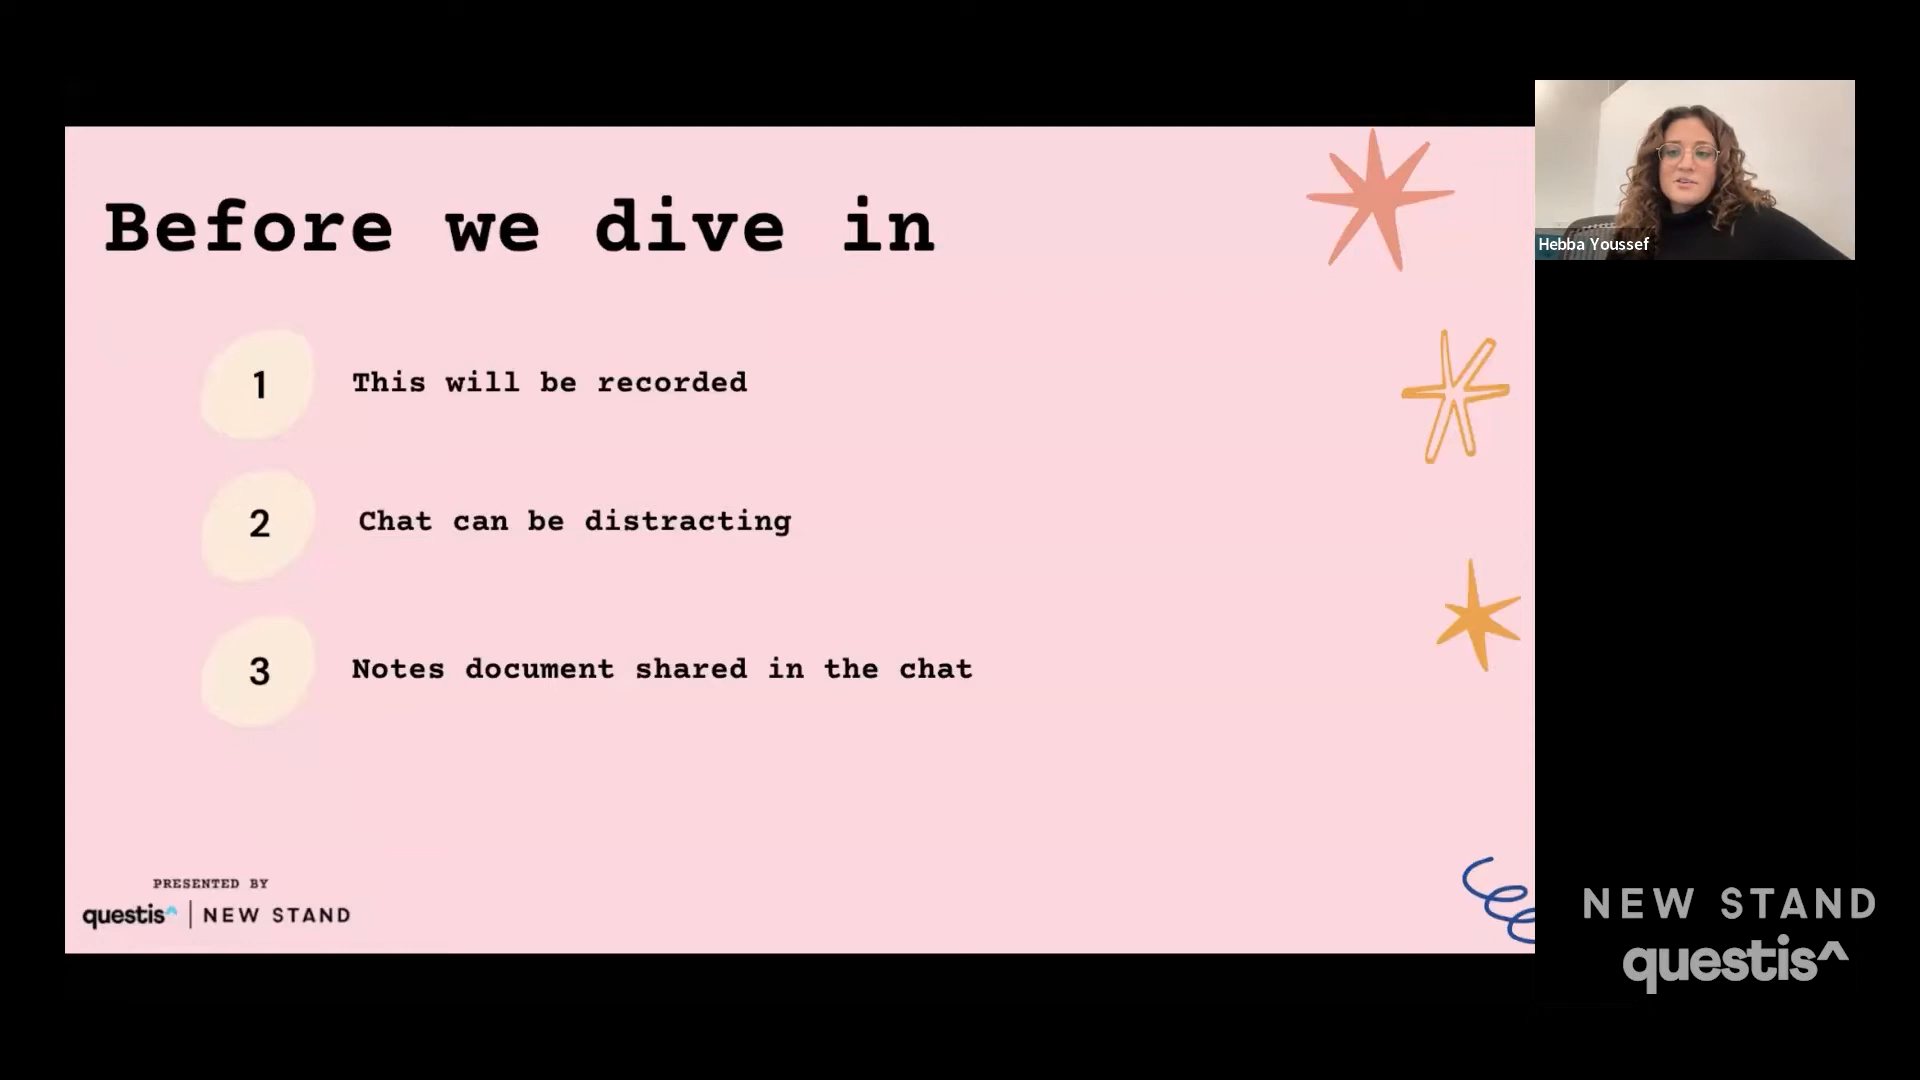 Before we dive in
1 This will be recorded
2 Chat can be distracting
3 Notes document shared in the chat
PRESENTED BY
questis^ | NEW STAND
Hebba Youssef
NEW STAND
questis^